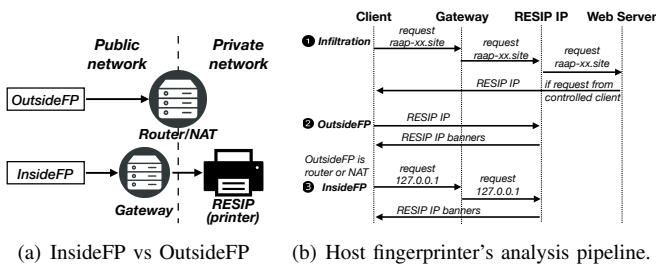 Public
network
Private
network
OutsideFP
Router/NAT
InsideFP
Gateway
RESIP
(printer)
(a) InsideFP vs OutsideFP
Client Gateway RESIP IP Web Server
1 Infiltration
request
raap-xx.site
request
raap-xx.site
request
raap-xx.site
RESIP IP
if request from
controlled client
2 OutsideFP
RESIP IP
RESIP IP banners
OutsideFP is
router or NAT
3 InsideFP
request
127.0.0.1
request
127.0.0.1
RESIP IP banners
(b) Host fingerprinter's analysis pipeline.